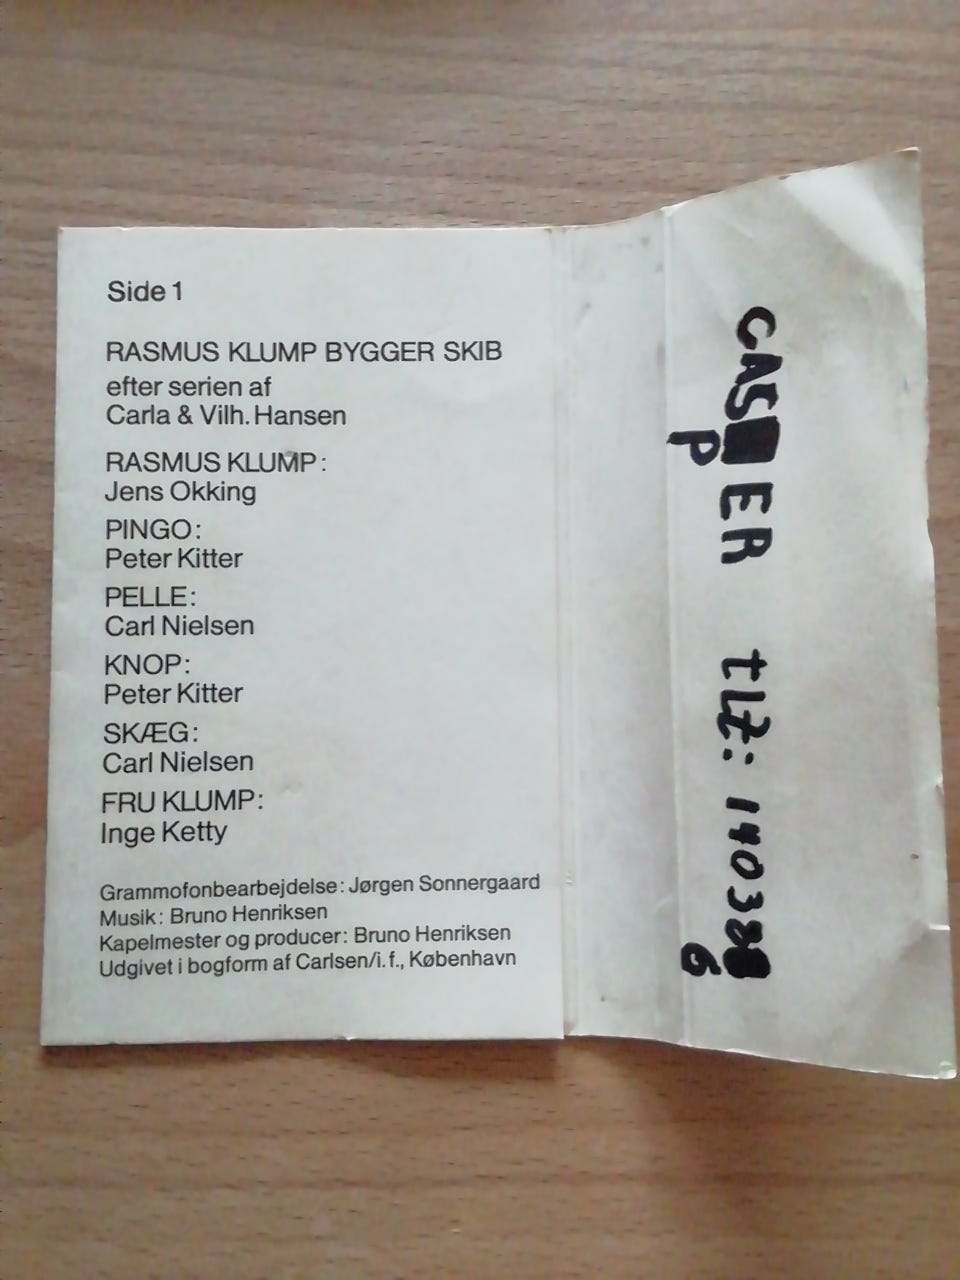 Side 1
RASMUS KLUMP BYGGER SKIB
efter serien af
Carla & Vilh. Hansen
RASMUS KLUMP:
Jens Okking
PINGO:
Peter Kitter
PELLE:
Carl Nielsen
KNOP:
Peter Kitter
SKÆG:
Carl Nielsen
FRU KLUMP:
Inge Ketty
Grammofonbearbejdelse: Jørgen Sonnergaard
Musik: Bruno Henriksen
Kapelmester og producer: Bruno Henriksen
Udgivet i bogform af Carlsen/i.f., København
CASPER